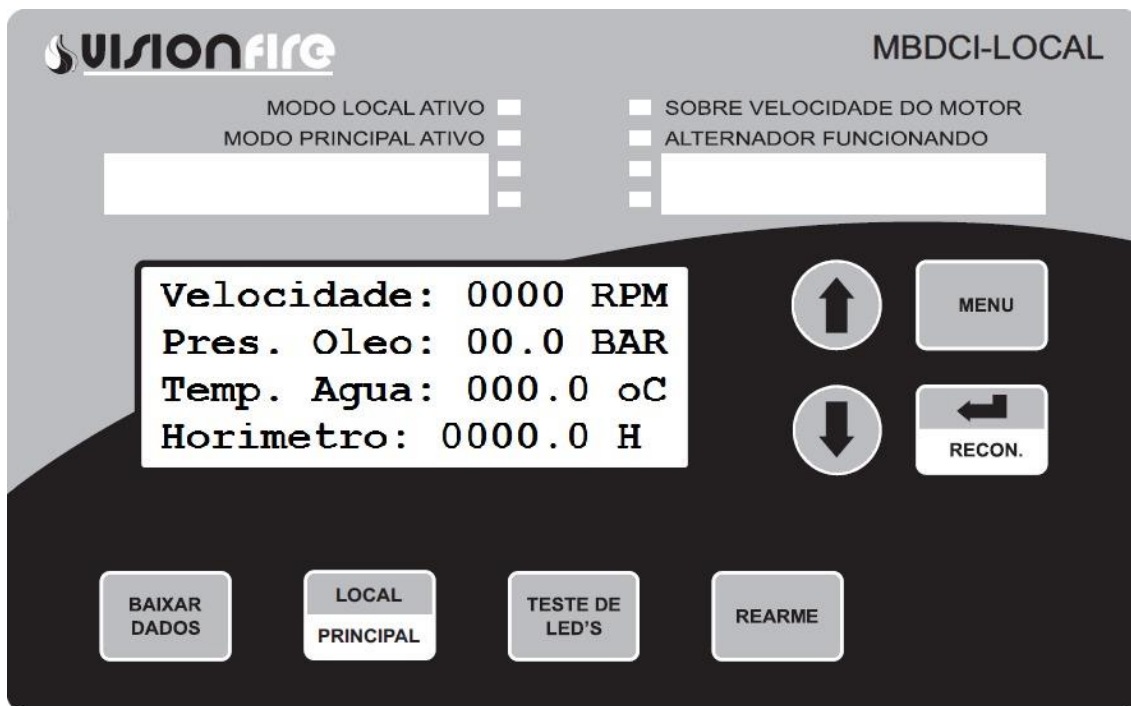 VISIONFIRE
MBDCI-LOCAL
MODO LOCAL ATIVO
MODO PRINCIPAL ATIVO
SOBRE VELOCIDADE DO MOTOR
ALTERNADOR FUNCIONANDO
Velocidade: 0000 RPM
Pres. Oleo: 00.0 BAR
Temp. Agua: 000.0 oC
Horimetro: 0000.0 H
MENU
RECON.
BAIXAR
DADOS
LOCAL
PRINCIPAL
TESTE DE
LED'S
REARME